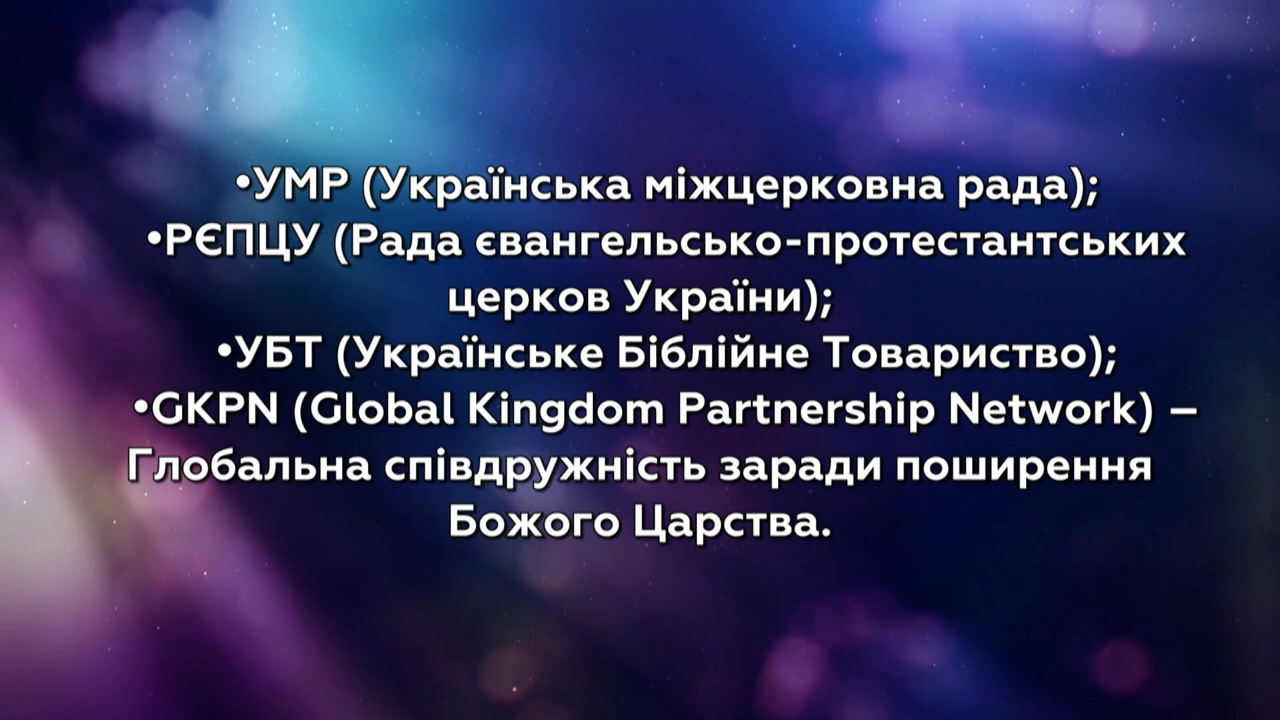 •УМР (Українська міжцерковна рада);
•РЄПЦУ (Рада євангельсько-протестантських
церков України);
•УБТ (Українське Біблійне Товариство);
•GKPN (Global Kingdom Partnership Network) –
Глобальна співдружність заради поширення
Божого Царства.